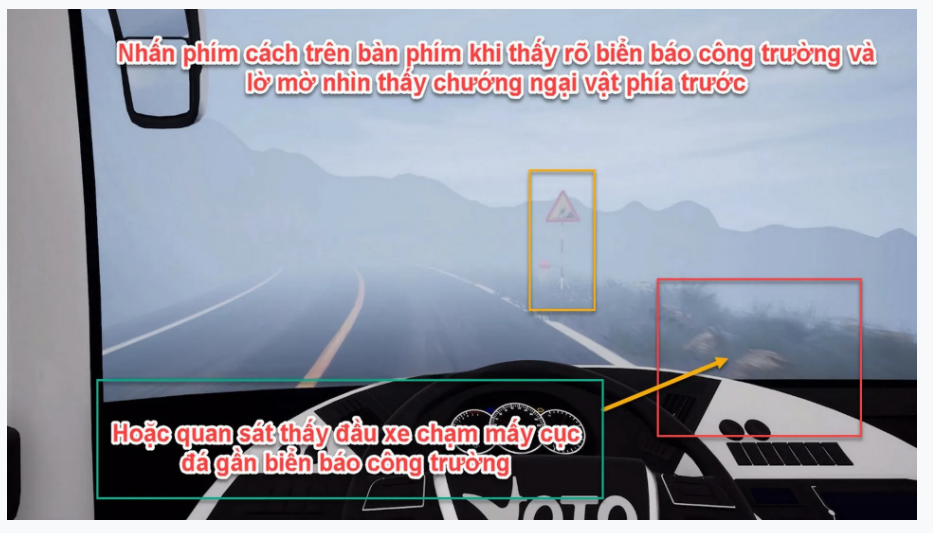 Nhấn phím cách trên bàn phím khi thấy rõ biển báo công trường và
lờ mờ nhìn thấy chướng ngại vật phía trước
Hoặc quan sát thấy đầu xe chạm mấy cục
đá gần biển báo công trường
OTO